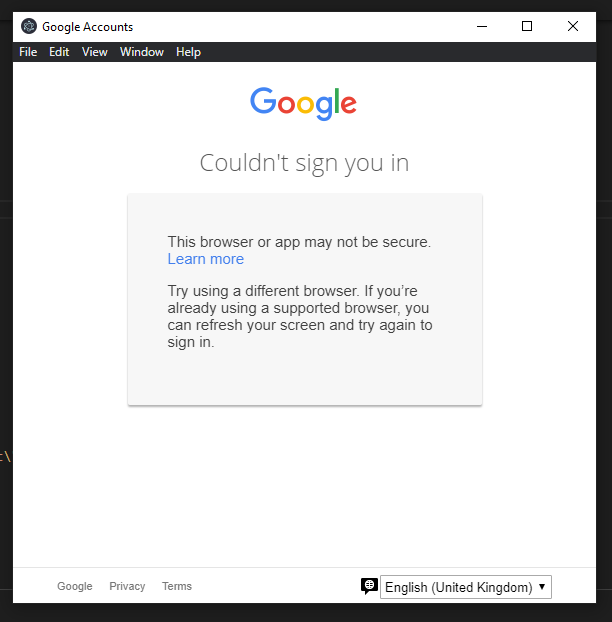 Google Accounts
File Edit View Window Help
Google
Couldn't sign you in
This browser or app may not be secure.
Learn more
Try using a different browser. If you’re
already using a supported browser, you
can refresh your screen and try again to
sign in.
t\
Google Privacy Terms
English (United Kingdom)